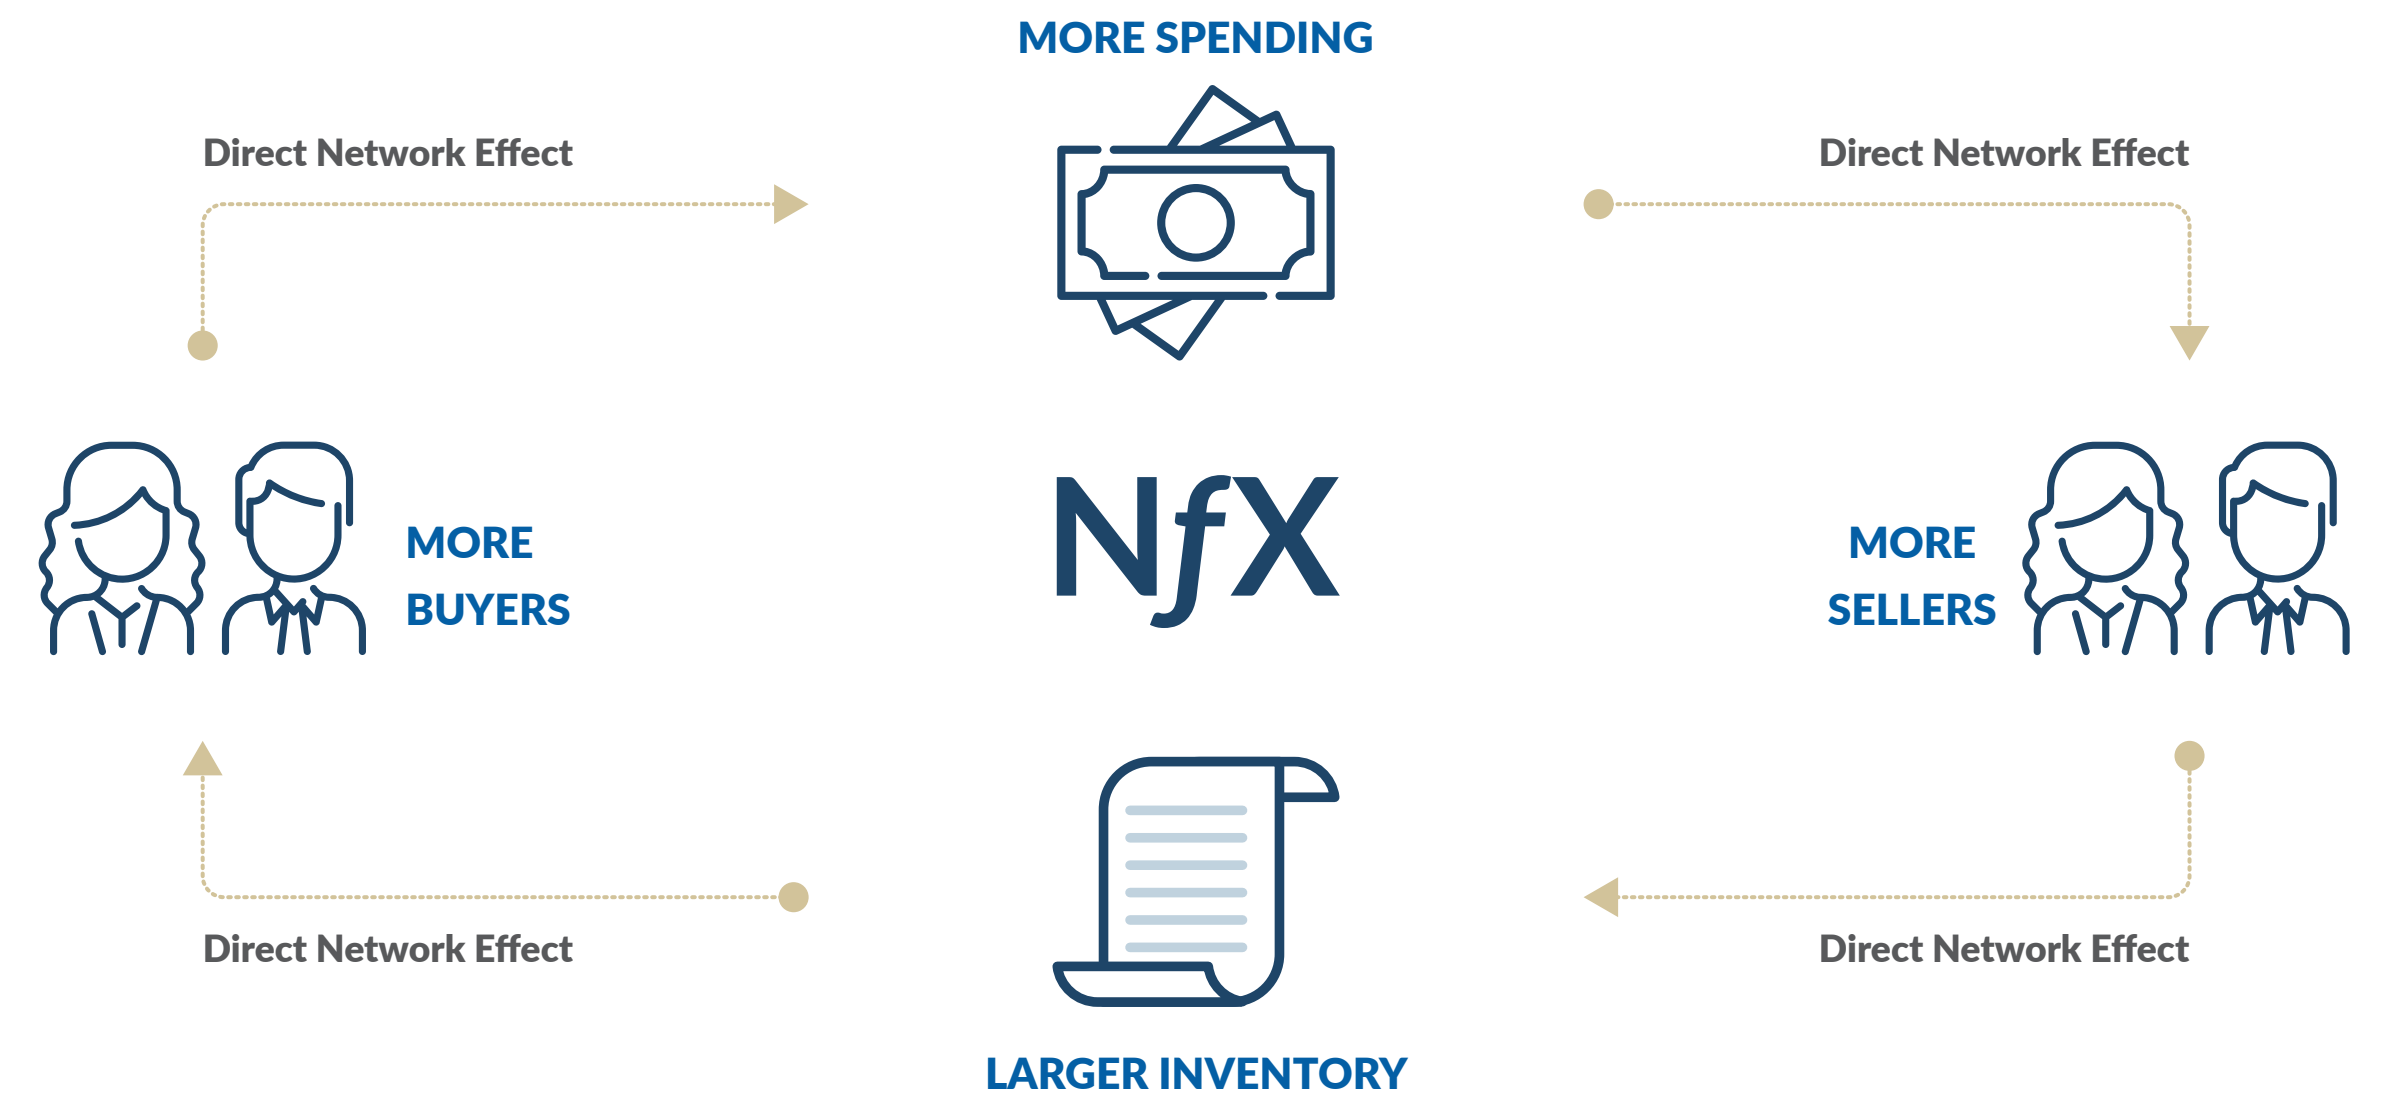 MORE SPENDING
Direct Network Effect
Direct Network Effect
MORE
BUYERS
NfX
MORE
SELLERS
Direct Network Effect
Direct Network Effect
LARGER INVENTORY